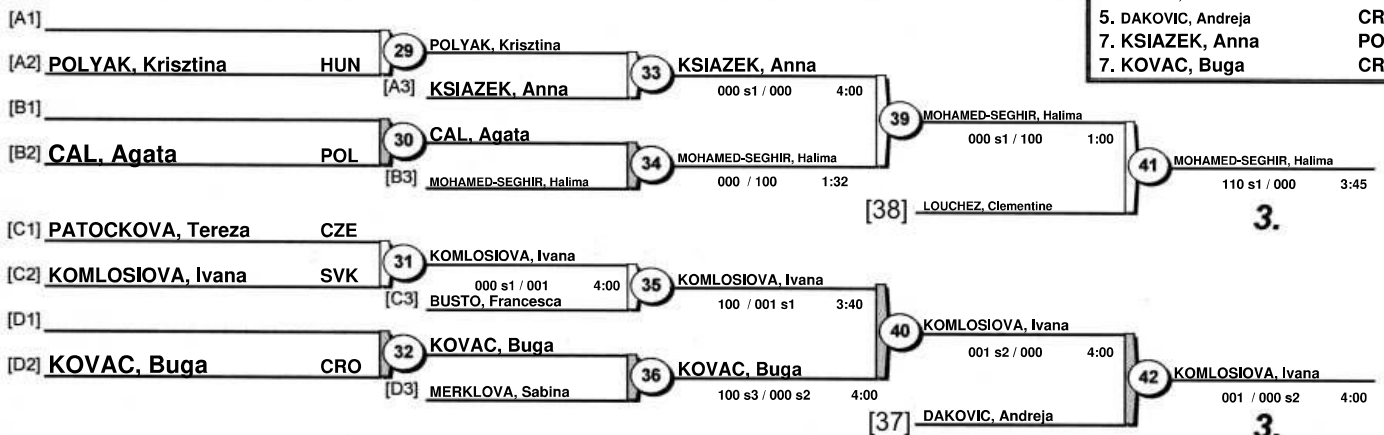 5. DAKOVIC, Andreja CR
7. KSIAZEK, Anna PO
7. KOVAC, Buga CR
[A1]
[A2] POLYAK, Krisztina HUN
29
POLYAK, Krisztina
[A3] KSIAZEK, Anna
33
KSIAZEK, Anna
000 s1 / 000 4:00
[B1]
[B2] CAL, Agata POL
30
CAL, Agata
[B3] MOHAMED-SEGHIR, Halima
34
MOHAMED-SEGHIR, Halima
000 / 100 1:32
39
MOHAMED-SEGHIR, Halima
000 s1 / 100 1:00
[38] LOUCHEZ, Clementine
41
MOHAMED-SEGHIR, Halima
110 s1 / 000 3:45
3.
[C1] PATOCKOVA, Tereza CZE
[C2] KOMLOSIOVA, Ivana SVK
31
KOMLOSIOVA, Ivana
000 s1 / 001 4:00
[C3] BUSTO, Francesca
35
KOMLOSIOVA, Ivana
100 / 001 s1 3:40
[D1]
[D2] KOVAC, Buga CRO
32
KOVAC, Buga
[D3] MERKLOVA, Sabina
36
KOVAC, Buga
100 s3 / 000 s2 4:00
40
KOMLOSIOVA, Ivana
001 s2 / 000 4:00
[37] DAKOVIC, Andreja
42
KOMLOSIOVA, Ivana
001 / 000 s2 4:00
3.